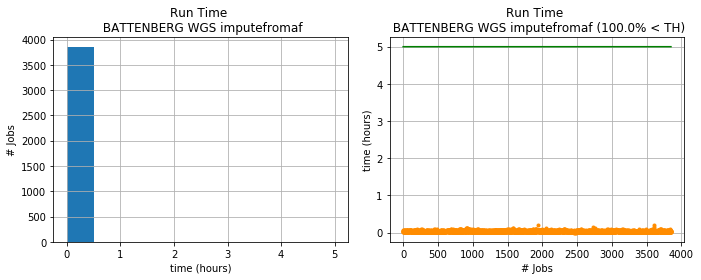 Run Time
BATTENBERG WGS imputefromaf
4000
3500
3000
2500
2000
1500
1000
500
0
# Jobs
0 1 2 3 4 5
time (hours)
Run Time
BATTENBERG WGS imputefromaf (100.0% < TH)
5
4
3
2
1
0
time (hours)
0 500 1000 1500 2000 2500 3000 3500 4000
# Jobs